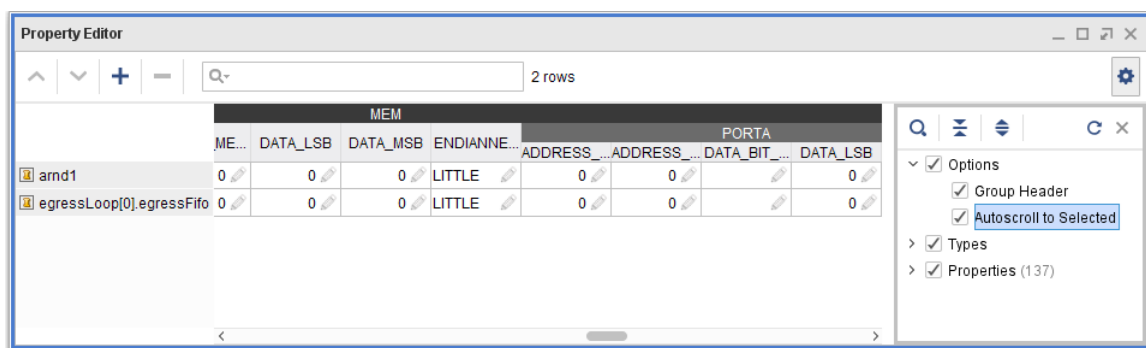 Property Editor
2 rows
MEM
PORTA
ME... DATA_LSB DATA_MSB ENDIANNE... ADDRESS_... ADDRESS_... DATA_BIT_... DATA_LSB
arnd1 0 0 0 LITTLE 0 0 0
egressLoop[0].egressFifo 0 0 0 LITTLE 0 0 0
Options
Group Header
Autoscroll to Selected
Types
Properties (137)